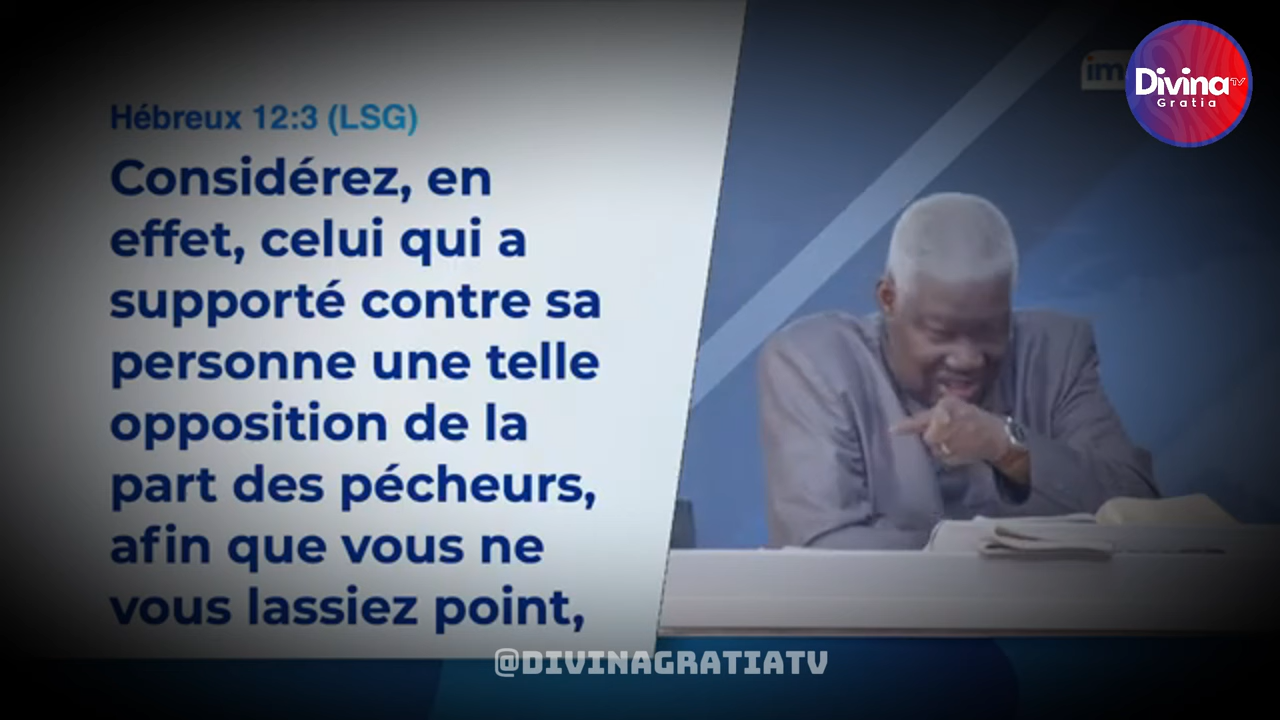 Hébreux 12:3 (LSG)
Considérez, en
effet, celui qui a
supporté contre sa
personne une telle
opposition de la
part des pécheurs,
afin que vous ne
vous lassiez point,
im
Divina TV
Gratia
@DIVINAGRATIATV